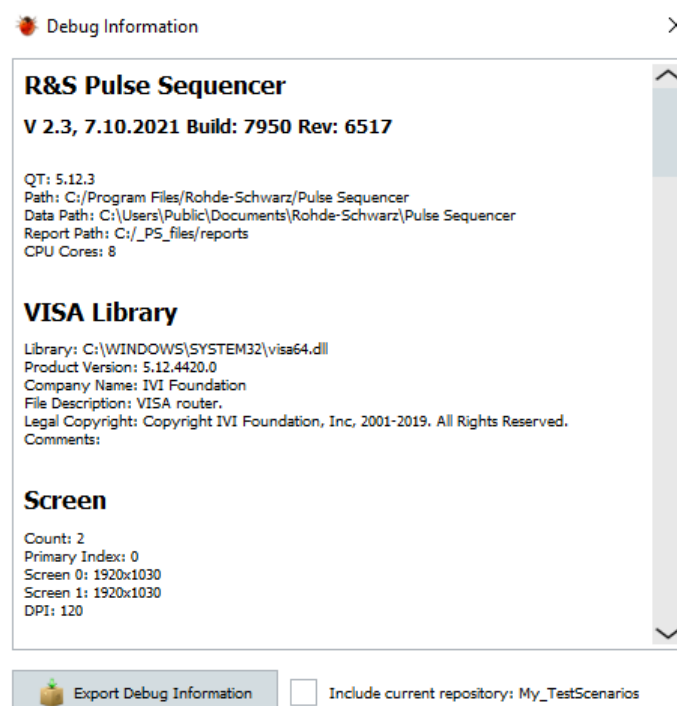 Debug Information
R&S Pulse Sequencer
V 2.3, 7.10.2021 Build: 7950 Rev: 6517
QT: 5.12.3
Path: C:/Program Files/Rohde-Schwarz/Pulse Sequencer
Data Path: C:\Users\Public\Documents\Rohde-Schwarz\Pulse Sequencer
Report Path: C:/_PS_files/reports
CPU Cores: 8
VISA Library
Library: C:\WINDOWS\SYSTEM32\visa64.dll
Product Version: 5.12.4420.0
Company Name: IVI Foundation
File Description: VISA router.
Legal Copyright: Copyright IVI Foundation, Inc, 2001-2019. All Rights Reserved.
Comments:
Screen
Count: 2
Primary Index: 0
Screen 0: 1920x1030
Screen 1: 1920x1030
DPI: 120
Export Debug Information
Include current repository: My_TestScenarios